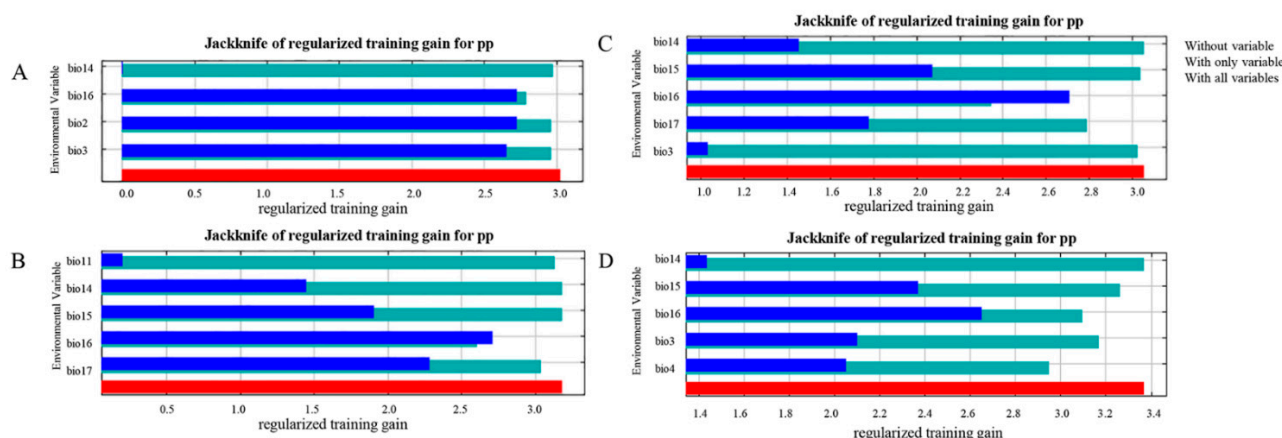 A
Jackknife of regularized training gain for pp
Environmental Variable
bio14
bio16
bio2
bio3
0.0 0.5 1.0 1.5 2.0 2.5 3.0
regularized training gain
B
Jackknife of regularized training gain for pp
Environmental Variable
bio11
bio14
bio15
bio16
bio17
0.5 1.0 1.5 2.0 2.5 3.0
regularized training gain
C
Jackknife of regularized training gain for pp
Environmental Variable
bio14
bio15
bio16
bio17
bio3
1.0 1.2 1.4 1.6 1.8 2.0 2.2 2.4 2.6 2.8 3.0
regularized training gain
Without variable
With only variable
With all variables
D
Jackknife of regularized training gain for pp
Environmental Variable
bio14
bio15
bio16
bio3
bio4
1.4 1.6 1.8 2.0 2.2 2.4 2.6 2.8 3.0 3.2 3.4
regularized training gain